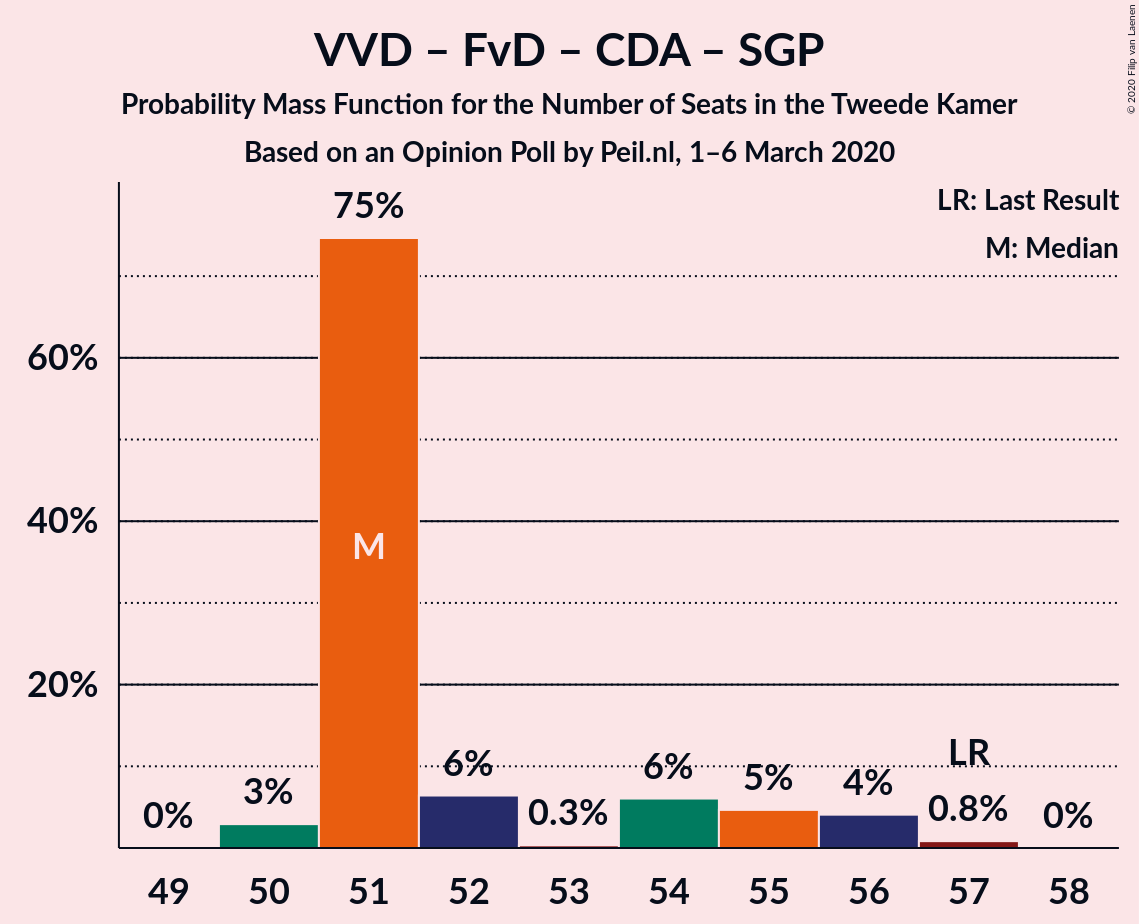 VVD – FvD – CDA – SGP
Probability Mass Function for the Number of Seats in the Tweede Kamer
Based on an Opinion Poll by Peil.nl, 1–6 March 2020
© 2020 Filip van Laenen
LR: Last Result
M: Median
75%
60%
40%
M
20%
LR
0%
3%
6%
0.3%
6%
5%
4%
0.8%
0%
49 50 51 52 53 54 55 56 57 58